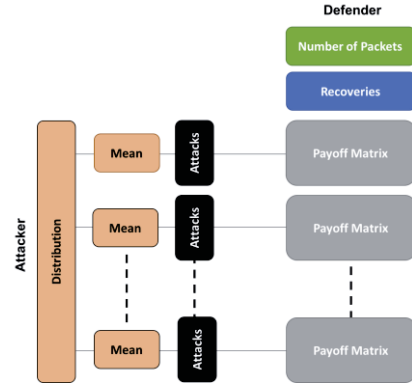 Defender
Number of Packets
Recoveries
Attacker
Distribution
Mean
Attacks
Payoff Matrix
Mean
Attacks
Payoff Matrix
Mean
Attacks
Payoff Matrix